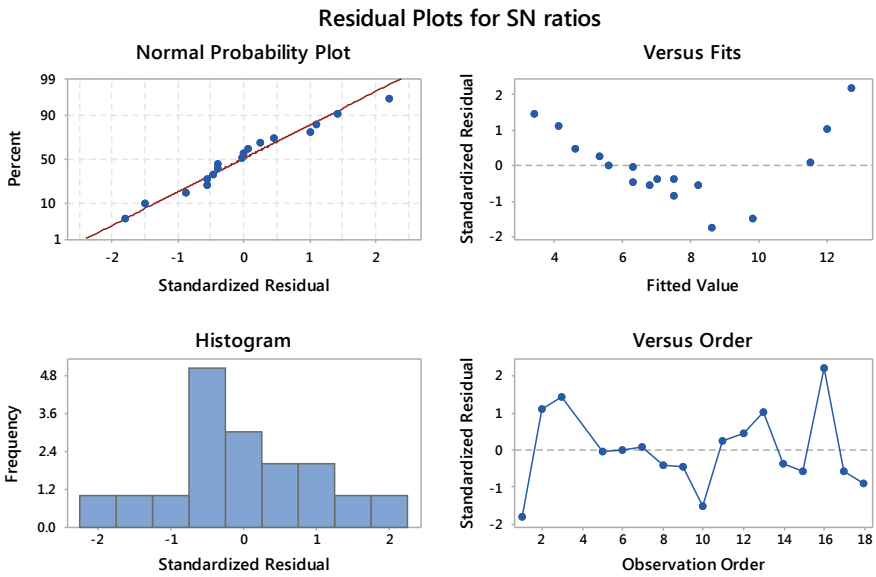 Residual Plots for SN ratios
Normal Probability Plot
99
90
50
10
1
Percent
-2 -1 0 1 2
Standardized Residual
Versus Fits
2
1
0
-1
-2
Standardized Residual
4 6 8 10 12
Fitted Value
Histogram
4.8
3.6
2.4
1.2
0.0
Frequency
-2 -1 0 1 2
Standardized Residual
Versus Order
2
1
0
-1
-2
Standardized Residual
2 4 6 8 10 12 14 16 18
Observation Order